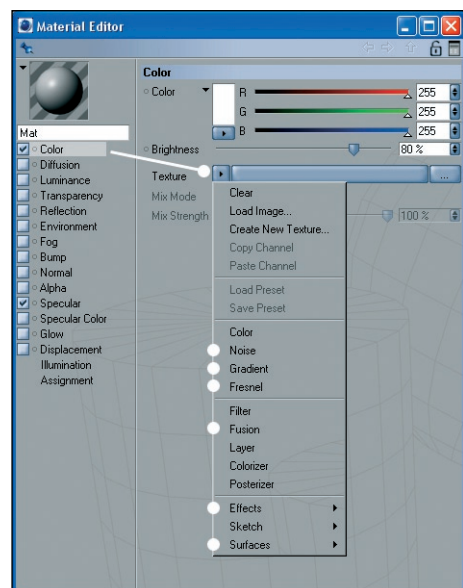 Material Editor
Color
Color R 255
G 255
B 255
Mat
Brightness 80 %
Texture ...
Mix Mode
Mix Strength 100 %
Color
Diffusion
Luminance
Transparency
Reflection
Environment
Fog
Bump
Normal
Alpha
Specular
Specular Color
Glow
Displacement
Illumination
Assignment
Clear
Load Image...
Create New Texture...
Copy Channel
Paste Channel
Load Preset
Save Preset
Color
Noise
Gradient
Fresnel
Filter
Fusion
Layer
Colorizer
Posterizer
Effects
Sketch
Surfaces